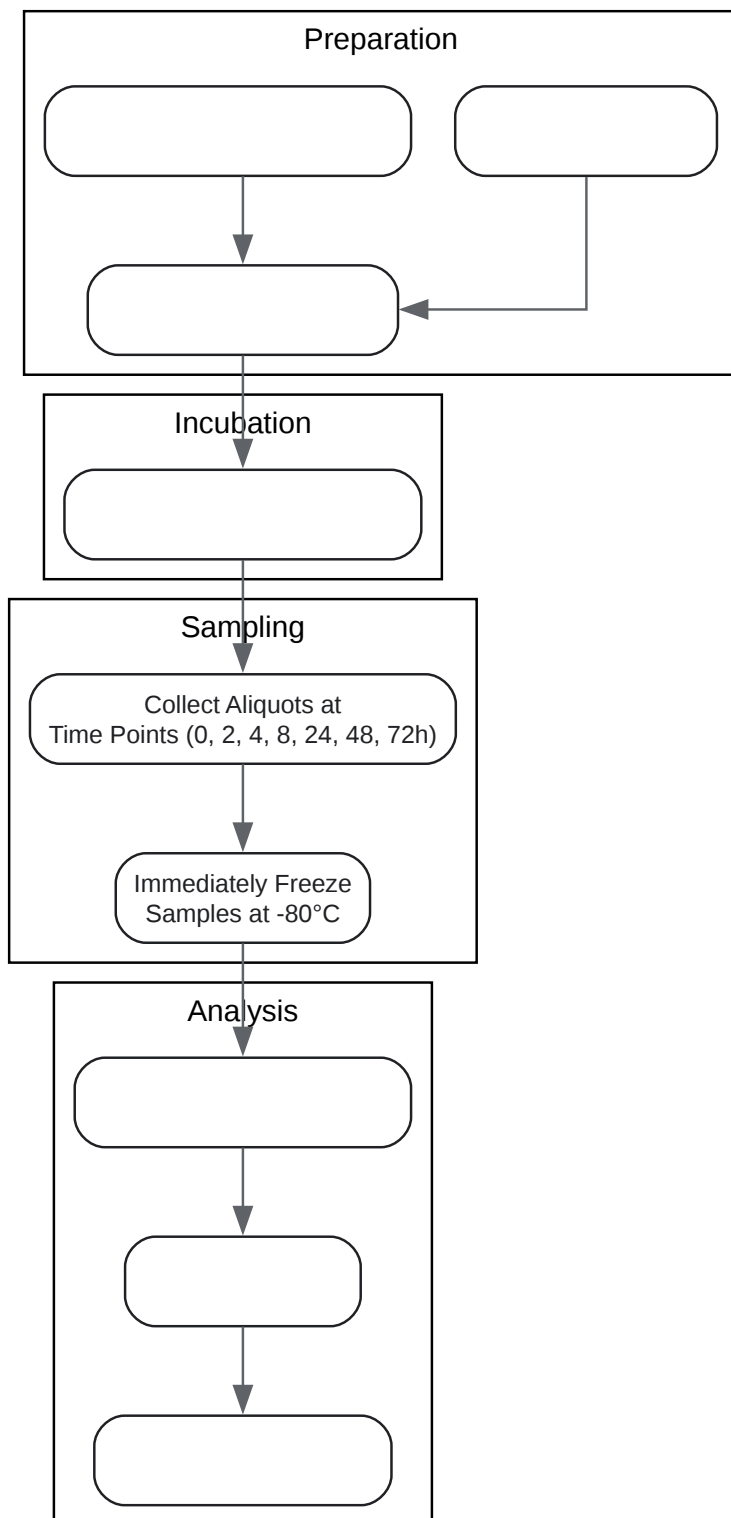 Preparation
Incubation
Sampling
Collect Aliquots at
Time Points (0, 2, 4, 8, 24, 48, 72h)
Immediately Freeze
Samples at -80°C
Analysis